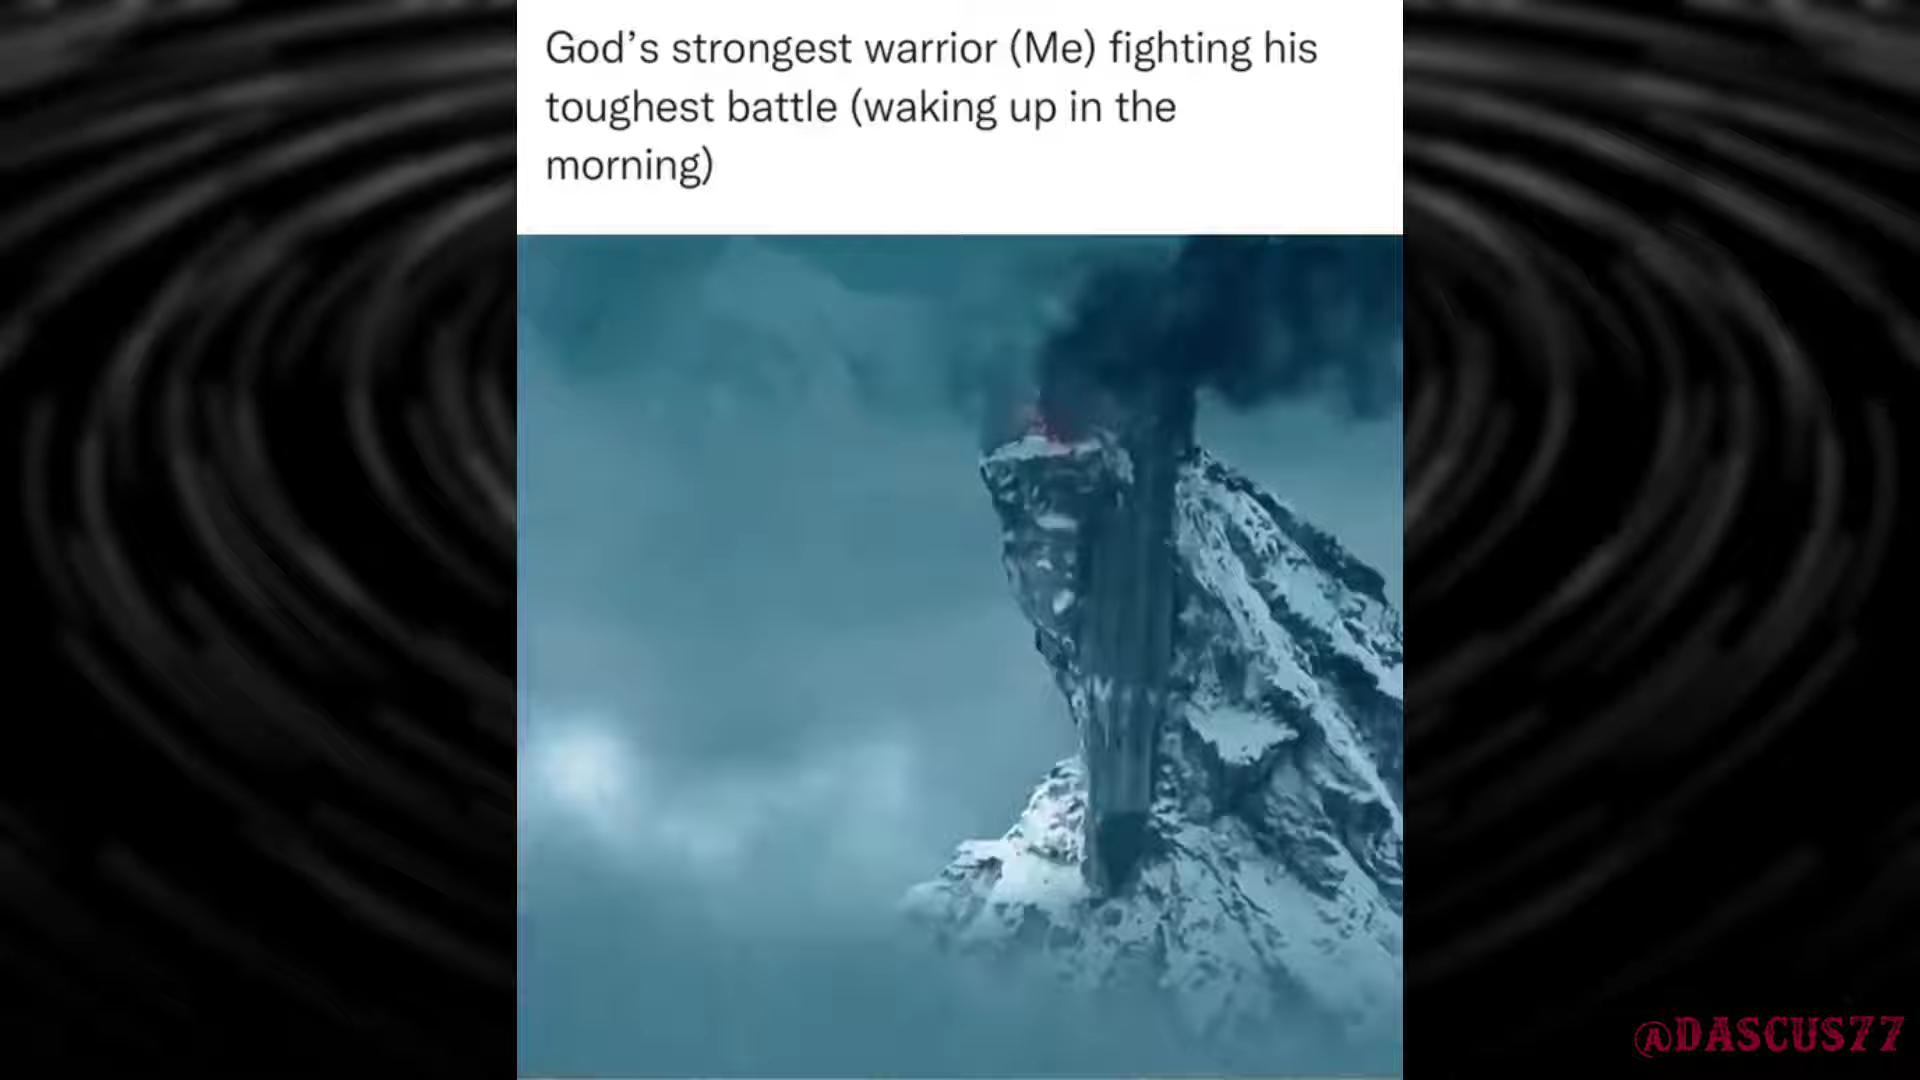 God’s strongest warrior (Me) fighting his
toughest battle (waking up in the
morning)
@DASCUS77